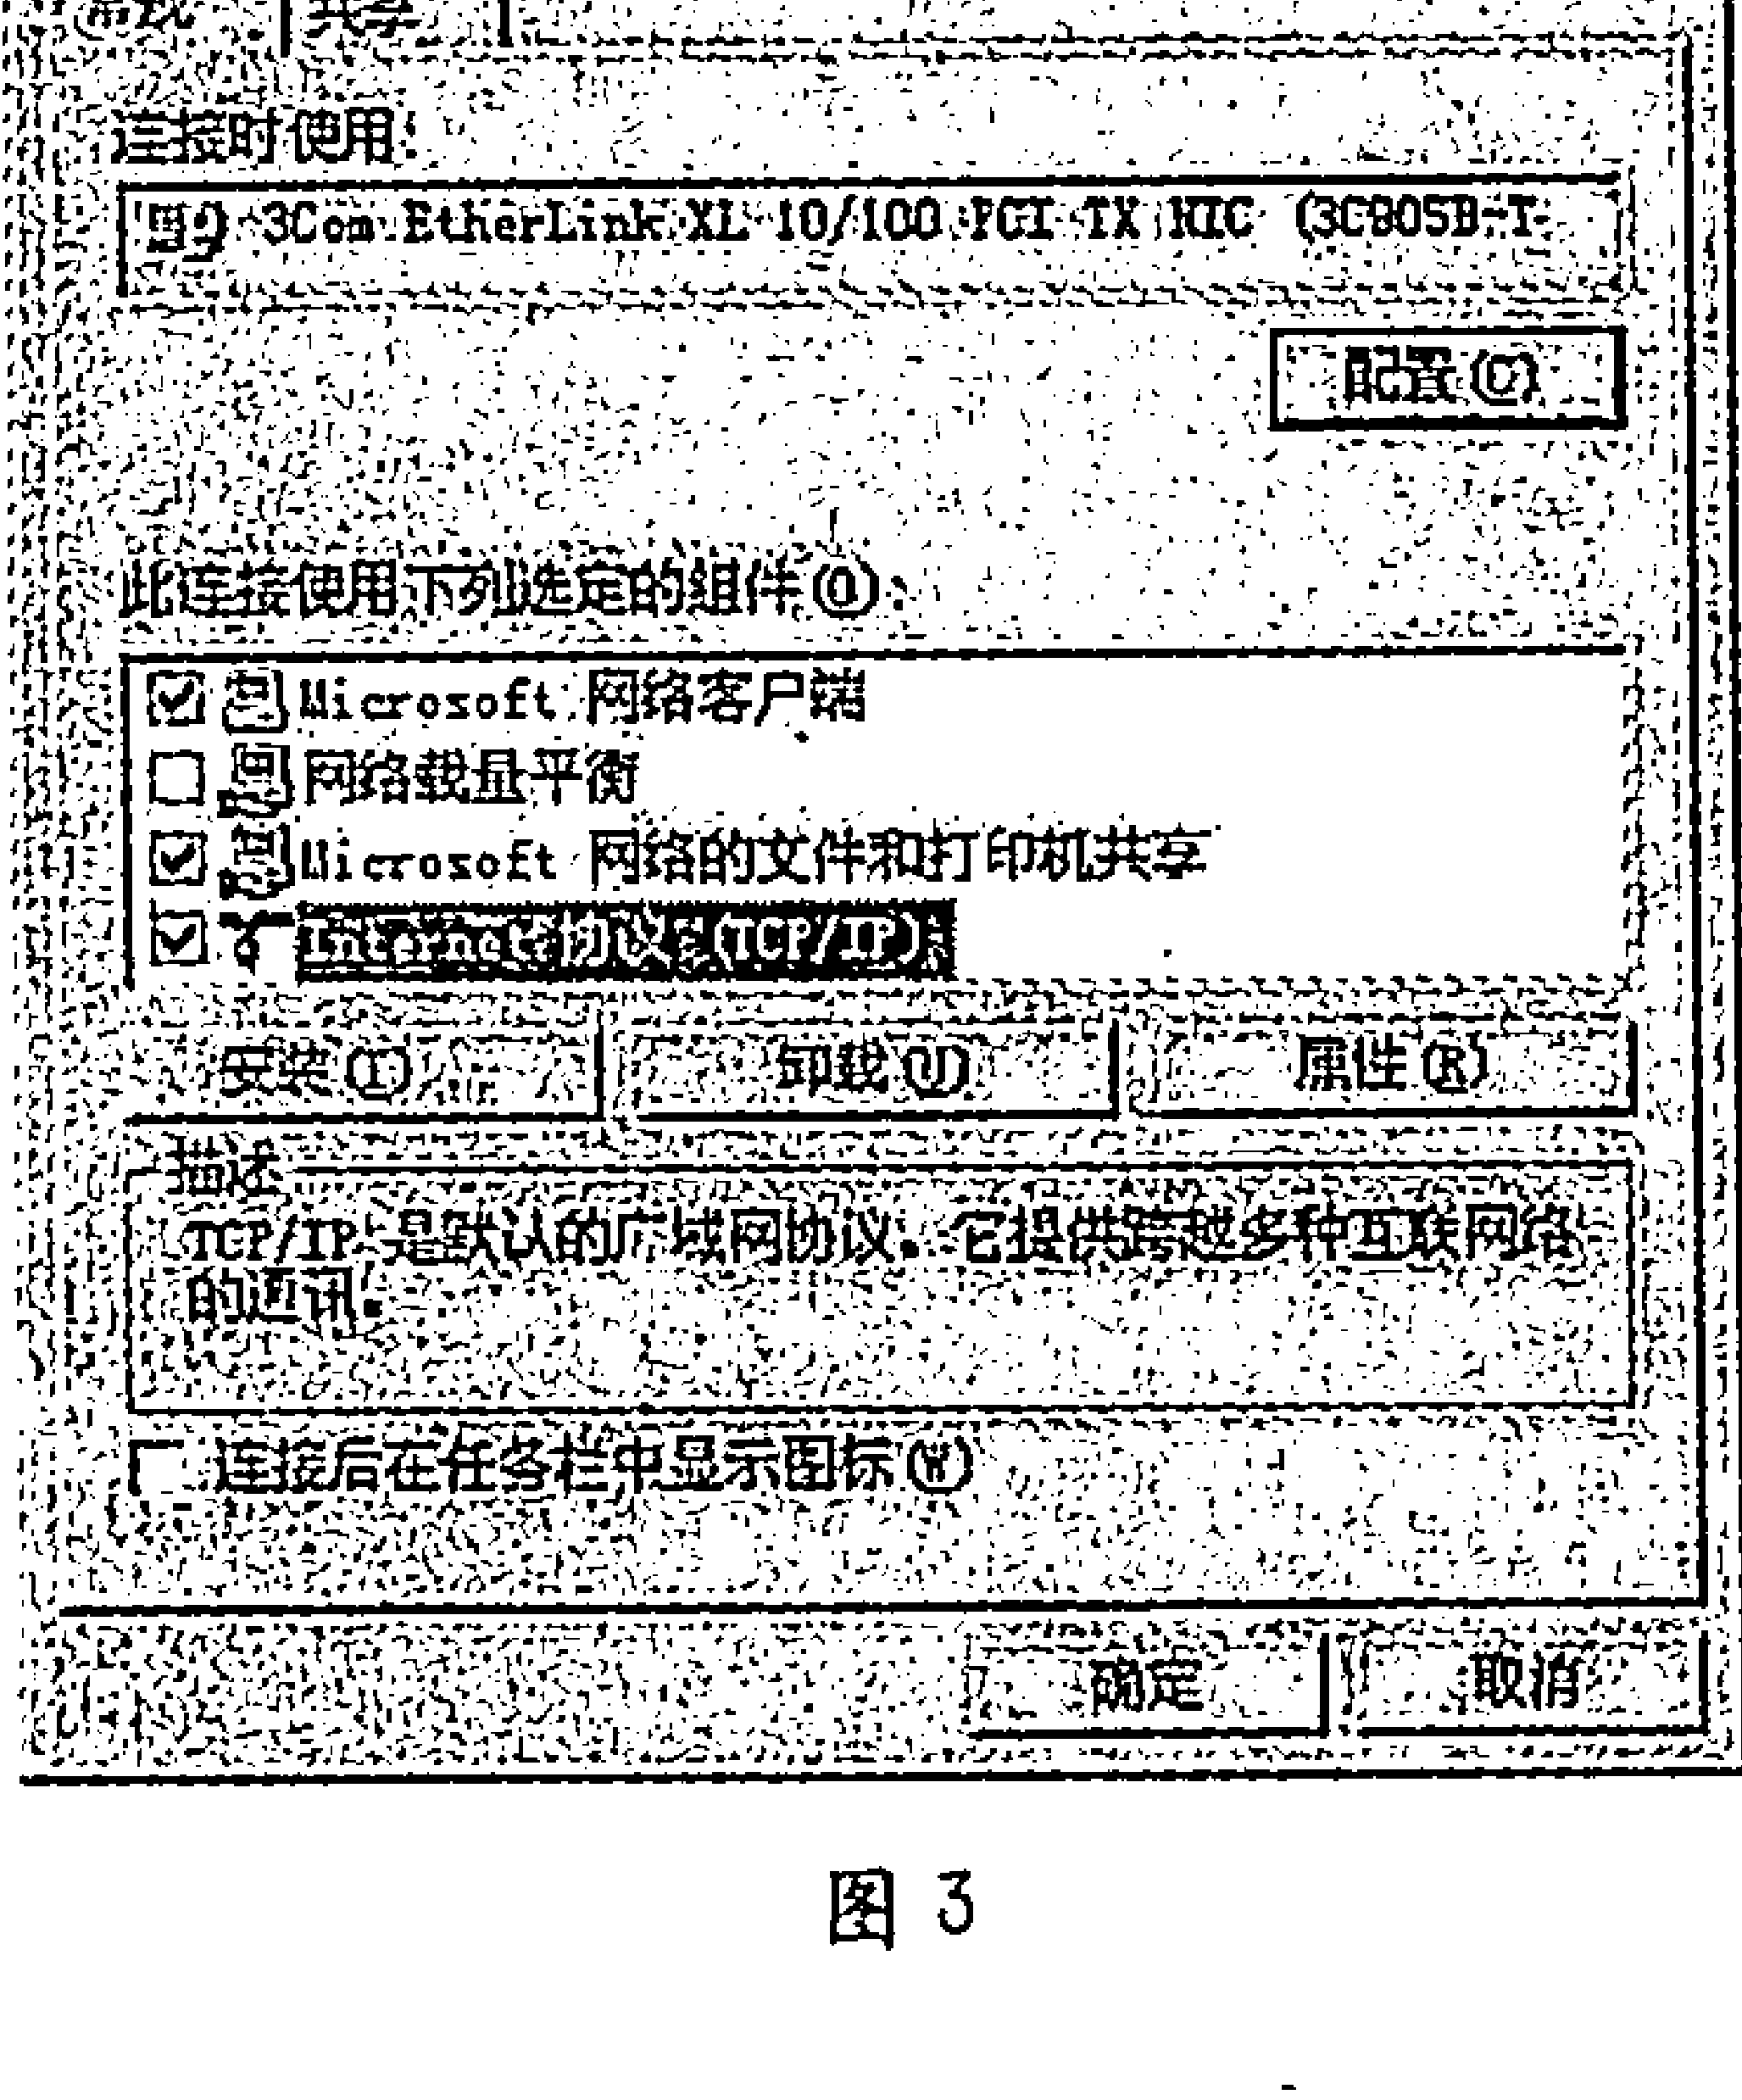 常规 共享
连接时使用:
3Com EtherLink XL 10/100 PCI TX NIC (3C905B-T
配置(C)
此连接使用下列选定的组件(O):
Microsoft 网络客户端
网络载量平衡
Microsoft 网络的文件和打印机共享
Internet 协议 (TCP/IP)
安装(I) 卸载(U) 属性(R)
描述
TCP/IP 是默认的广域网协议。它提供跨越多种互联网络
的通讯。
连接后在任务栏中显示图标(W)
确定 取消
图 3